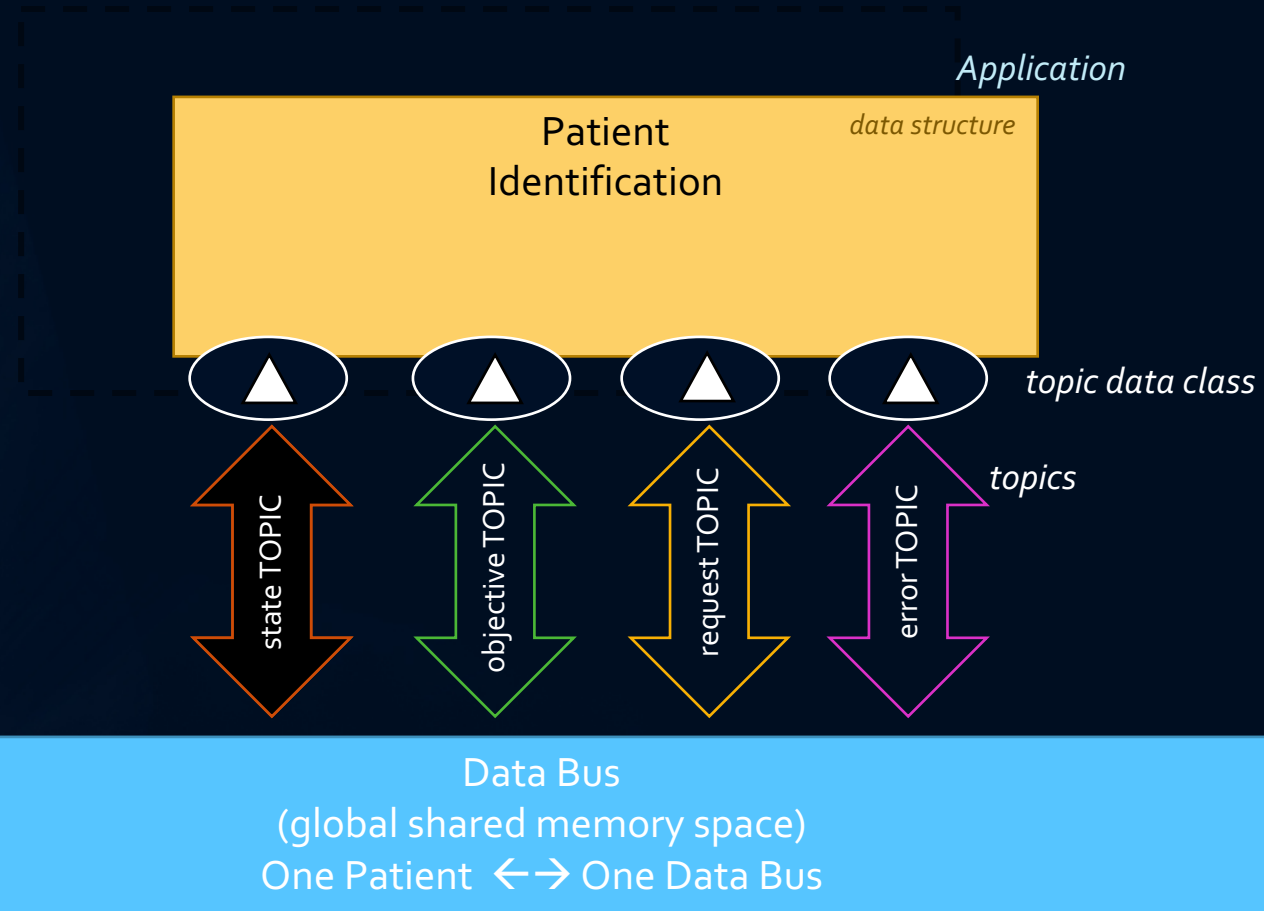 Application
Patient
Identification
data structure
topic data class
topics
state TOPIC
objective TOPIC
request TOPIC
error TOPIC
Data Bus
(global shared memory space)
One Patient ←→ One Data Bus